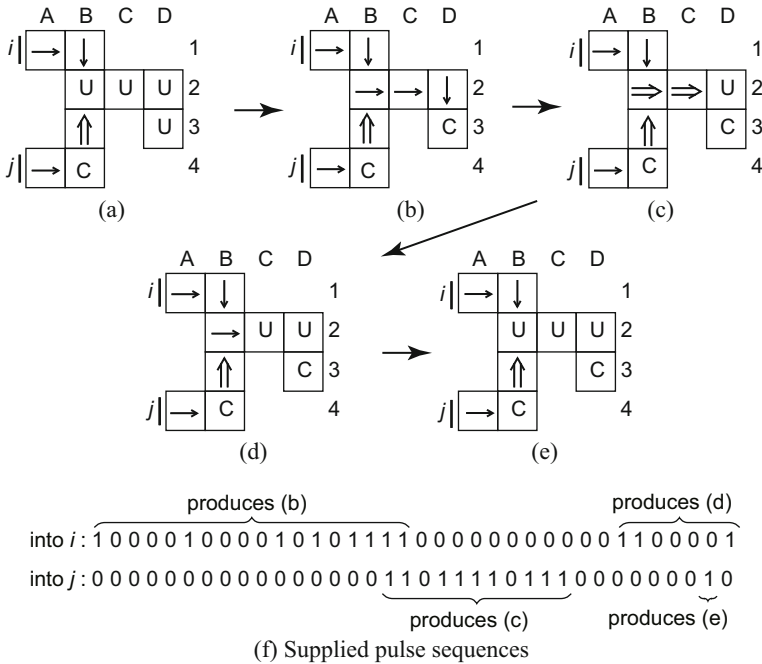 A B C D
i 1
U U U 2
U 3
j C 4
(a)
A B C D
i 1
2
C 3
j C 4
(b)
A B C D
i 1
U 2
C 3
j C 4
(c)
A B C D
i 1
U U 2
C 3
j C 4
(d)
A B C D
i 1
U U U 2
C 3
j C 4
(e)
produces (b) produces (d)
into i : 1 0 0 0 0 1 0 0 0 0 1 0 1 0 1 1 1 1 0 0 0 0 0 0 0 0 0 0 0 1 1 0 0 0 0 1
into j : 0 0 0 0 0 0 0 0 0 0 0 0 0 0 0 0 1 1 0 1 1 1 1 0 1 1 1 0 0 0 0 0 0 0 1 0
produces (c) produces (e)
(f) Supplied pulse sequences